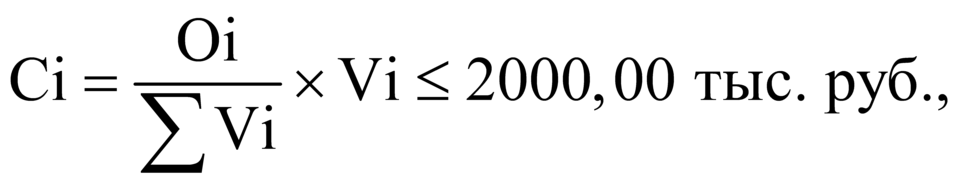 Ci = Oi / ∑ Vi × Vi ≤ 2000,00 тыс. руб.,